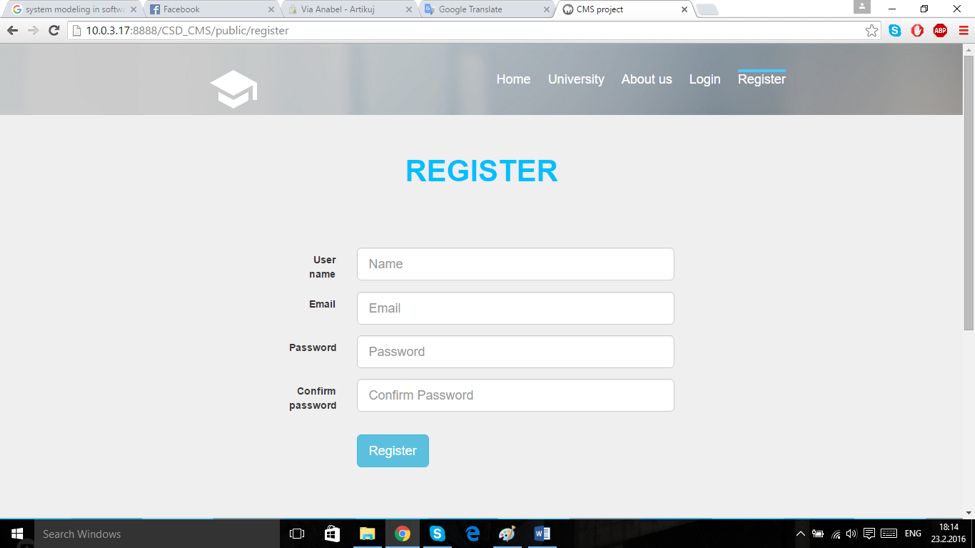 system modeling in softw
Facebook
Via Anabel - Artikuj
Google Translate
CMS project
10.0.3.17:8888/CSD_CMS/public/register
ABP
Home University About us Login Register
REGISTER
User
name
Name
Email
Email
Password
Password
Confirm
password
Confirm Password
Register
Search Windows
ENG
18:14
23.2.2016